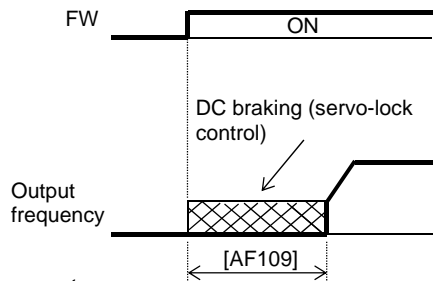 FW
ON
DC braking (servo-lock
control)
Output
frequency
[AF109]